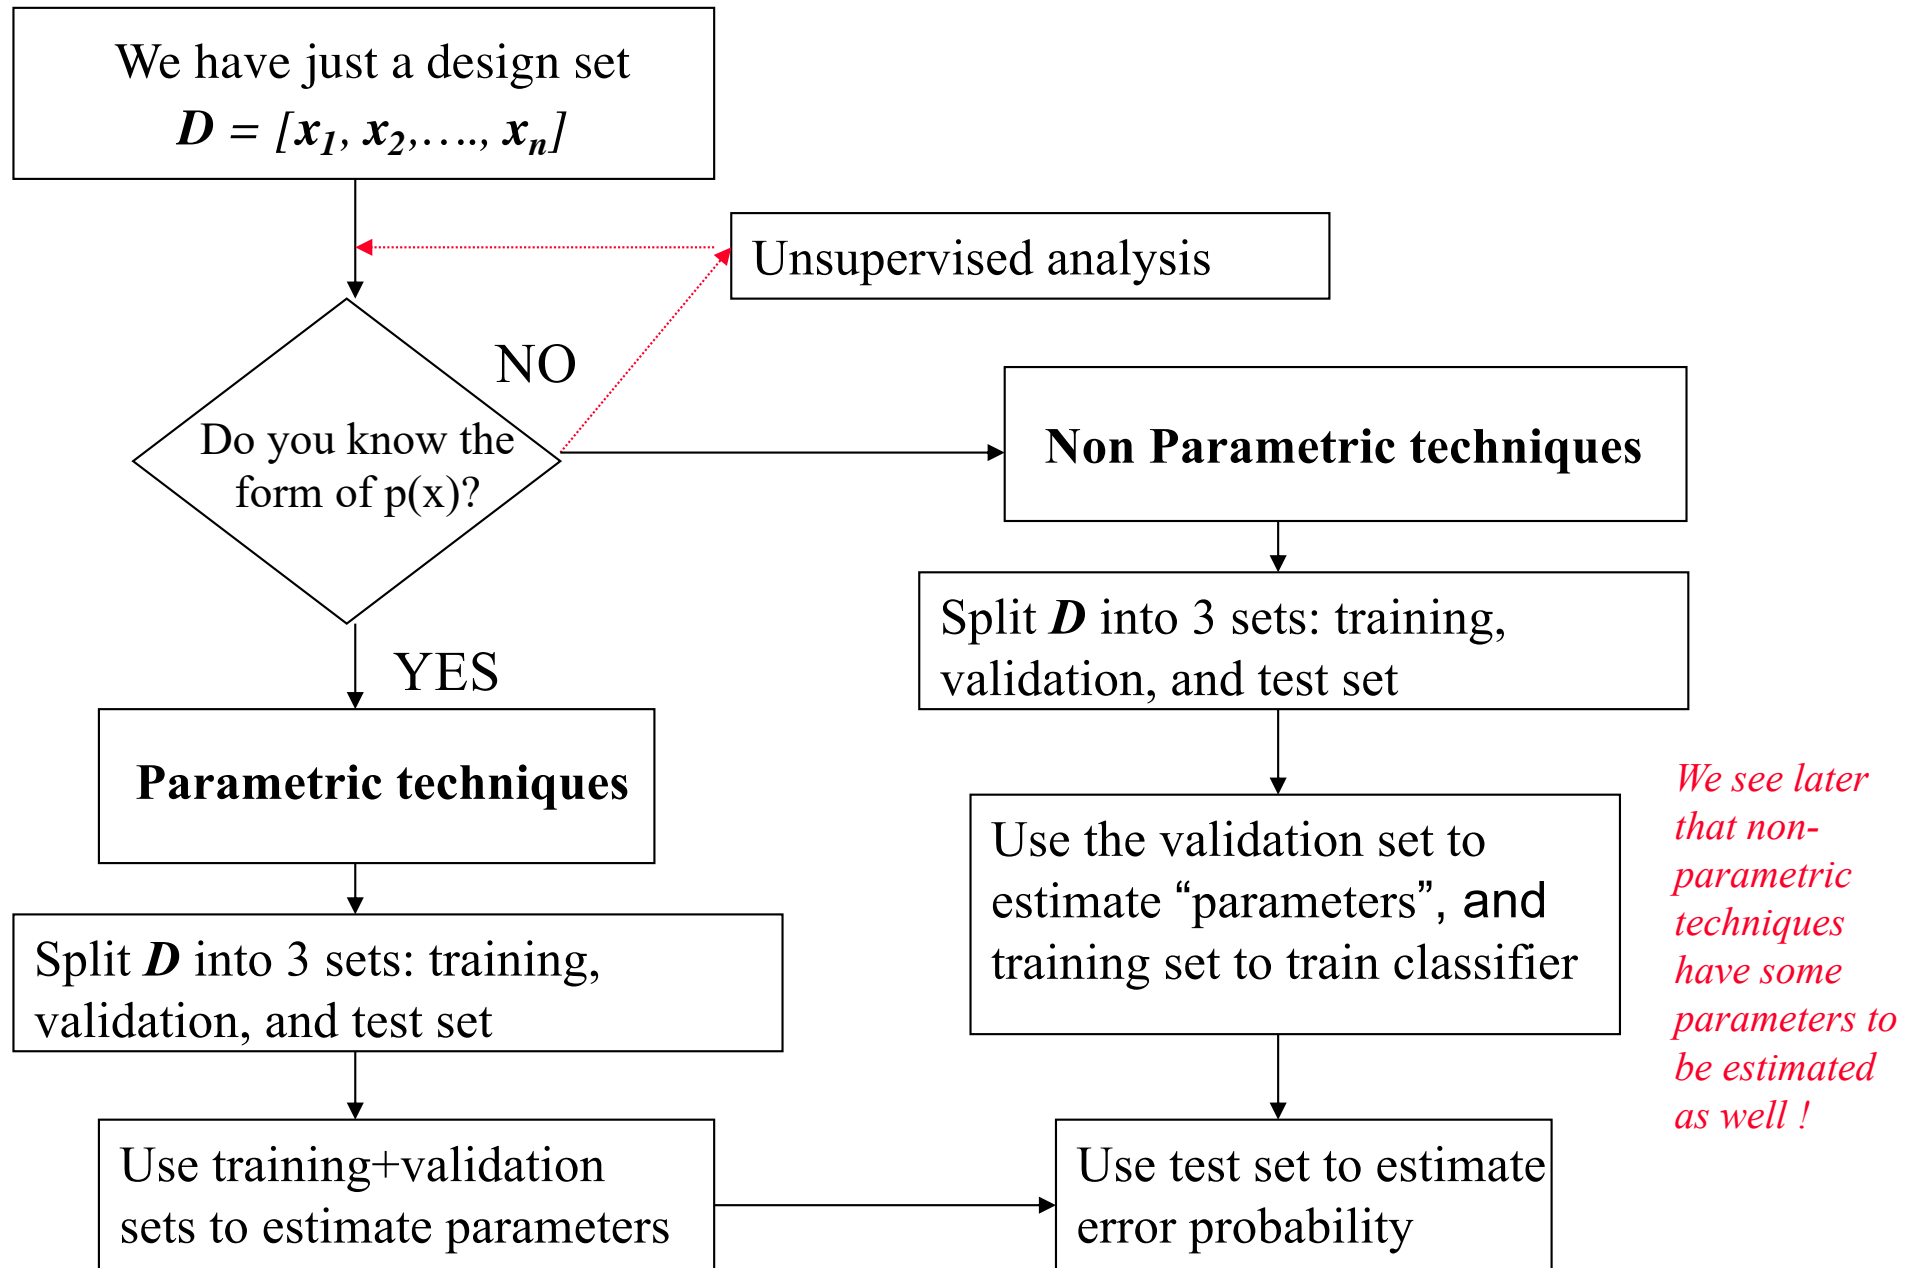 We have just a design set
D = [x1, x2,…., xn]
Unsupervised analysis
NO
Do you know the
form of p(x)?
Non Parametric techniques
Split D into 3 sets: training,
validation, and test set
YES
Parametric techniques
Use the validation set to
estimate “parameters”, and
training set to train classifier
We see later
that non-
parametric
techniques
have some
parameters to
be estimated
as well !
Split D into 3 sets: training,
validation, and test set
Use training+validation
sets to estimate parameters
Use test set to estimate
error probability